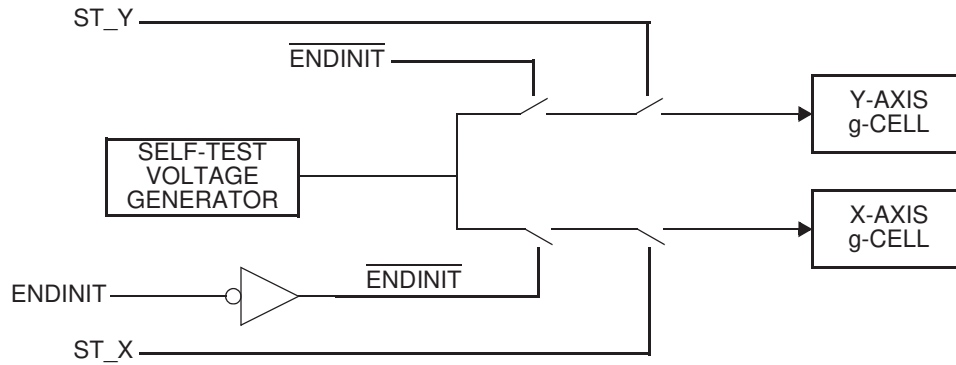 ST_Y
ENDINIT
Y-AXIS
g-CELL
SELF-TEST
VOLTAGE
GENERATOR
X-AXIS
g-CELL
ENDINIT
ENDINIT
ST_X